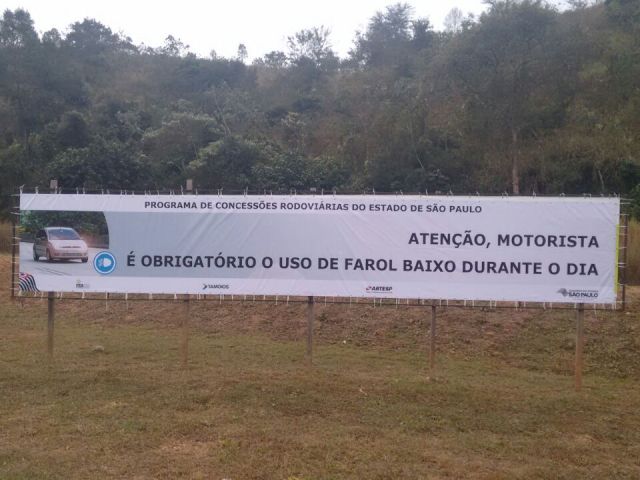 PROGRAMA DE CONCESSÕES RODOVIÁRIAS DO ESTADO DE SÃO PAULO
ATENÇÃO, MOTORISTA
É OBRIGATÓRIO O USO DE FAROL BAIXO DURANTE O DIA
TAMOIOS
ARTESP
SÃO PAULO